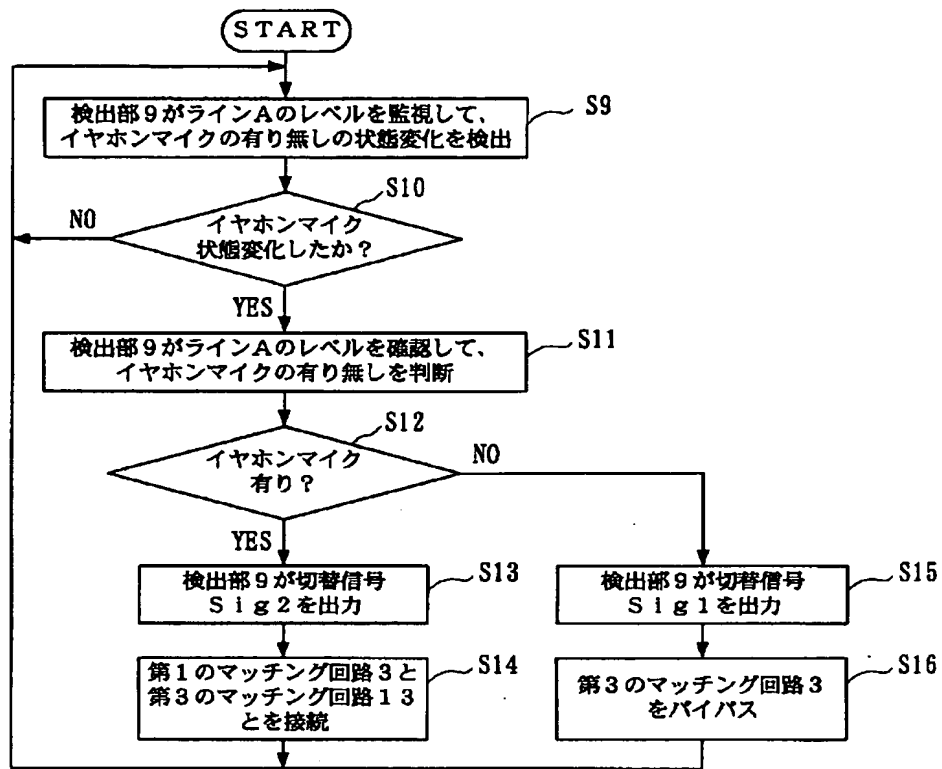 START
検出部9がラインAのレベルを監視して、
イヤホンマイクの有り無しの状態変化を検出
S9
S10
NO
イヤホンマイク
状態変化したか?
YES
検出部9がラインAのレベルを確認して、
イヤホンマイクの有り無しを判断
S11
S12
イヤホンマイク
有り?
NO
YES
検出部9が切替信号
Sig2を出力
S13
検出部9が切替信号
Sig1を出力
S15
第1のマッチング回路3と
第3のマッチング回路13
とを接続
S14
第3のマッチング回路3
をバイパス
S16